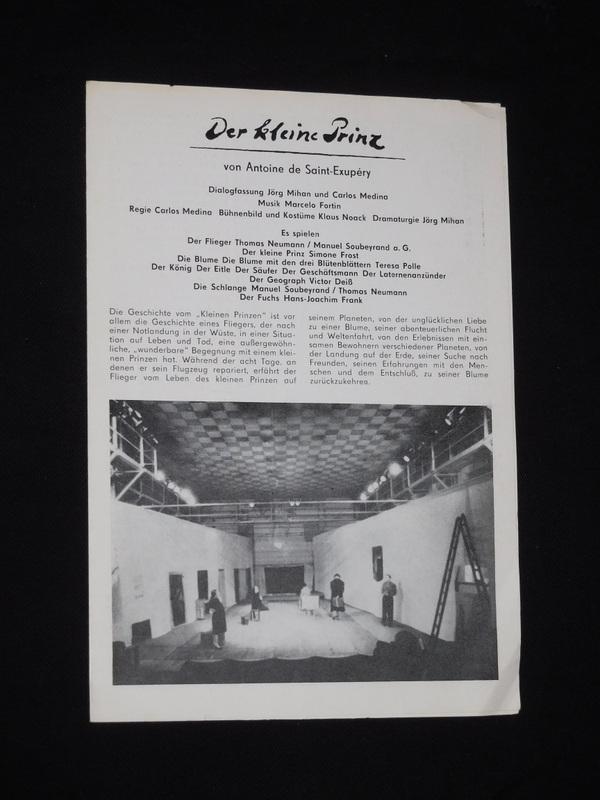 Der kleine Prinz
von Antoine de Saint-Exupéry
Dialogfassung Jörg Mihan und Carlos Medina
Musik Marcelo Fortin
Regie Carlos Medina Bühnenbild und Kostüme Klaus Noack Dramaturgie Jörg Mihan
Es spielen
Der Flieger Thomas Neumann / Manuel Soubeyrand a. G.
Der kleine Prinz Simone Frost
Die Blume Die Blume mit den drei Blütenblättern Teresa Polle
Der König Der Eitle Der Säufer Der Geschäftsmann Der Laternenanzünder
Der Geograph Victor Deiß
Die Schlange Manuel Soubeyrand / Thomas Neumann
Der Fuchs Hans-Joachim Frank
Die Geschichte vom „Kleinen Prinzen" ist vor
allem die Geschichte eines Fliegers, der nach
einer Notlandung in der Wüste, in einer Situa-
tion auf Leben und Tod, eine außergewöhn-
liche, „wunderbare" Begegnung mit einem klei-
nen Prinzen hat. Während der acht Tage, an
denen er sein Flugzeug repariert, erfährt der
Flieger vom Leben des kleinen Prinzen auf
seinem Planeten, von der unglücklichen Liebe
zu einer Blume, seiner abenteuerlichen Flucht
und Weltenfahrt, von den Erlebnissen mit ein-
samen Bewohnern verschiedener Planeten, von
der Landung auf der Erde, seiner Suche nach
Freunden, seinen Erfahrungen mit den Men-
schen und dem Entschluß, zu seiner Blume
zurückzukehren.